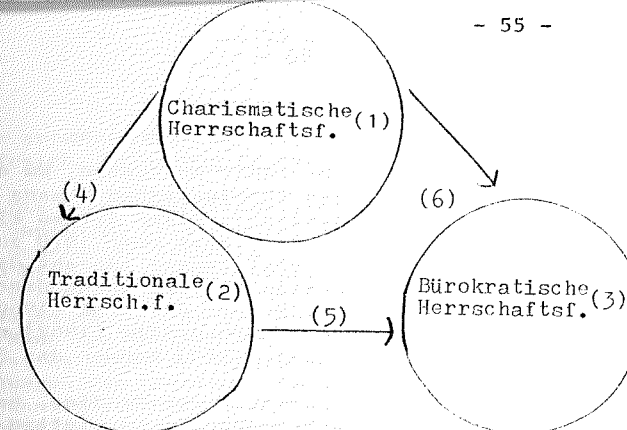 - 55 -
Charismatische
Herrschaftsf. (1)
(4)
(6)
Traditionale (2)
Herrsch.f.
(5)
Bürokratische (3)
Herrschaftsf.